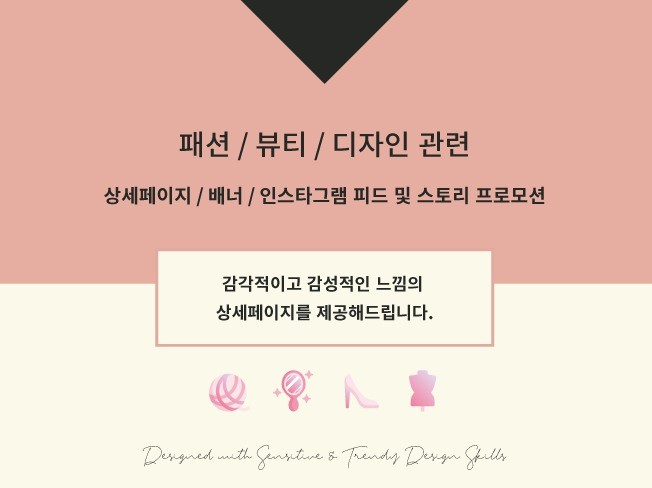 패션 / 뷰티 / 디자인 관련
상세페이지 / 배너 / 인스타그램 피드 및 스토리 프로모션
감각적이고 감성적인 느낌의
상세페이지를 제공해드립니다.
Designed with Sensitive & Trendy Design Skills